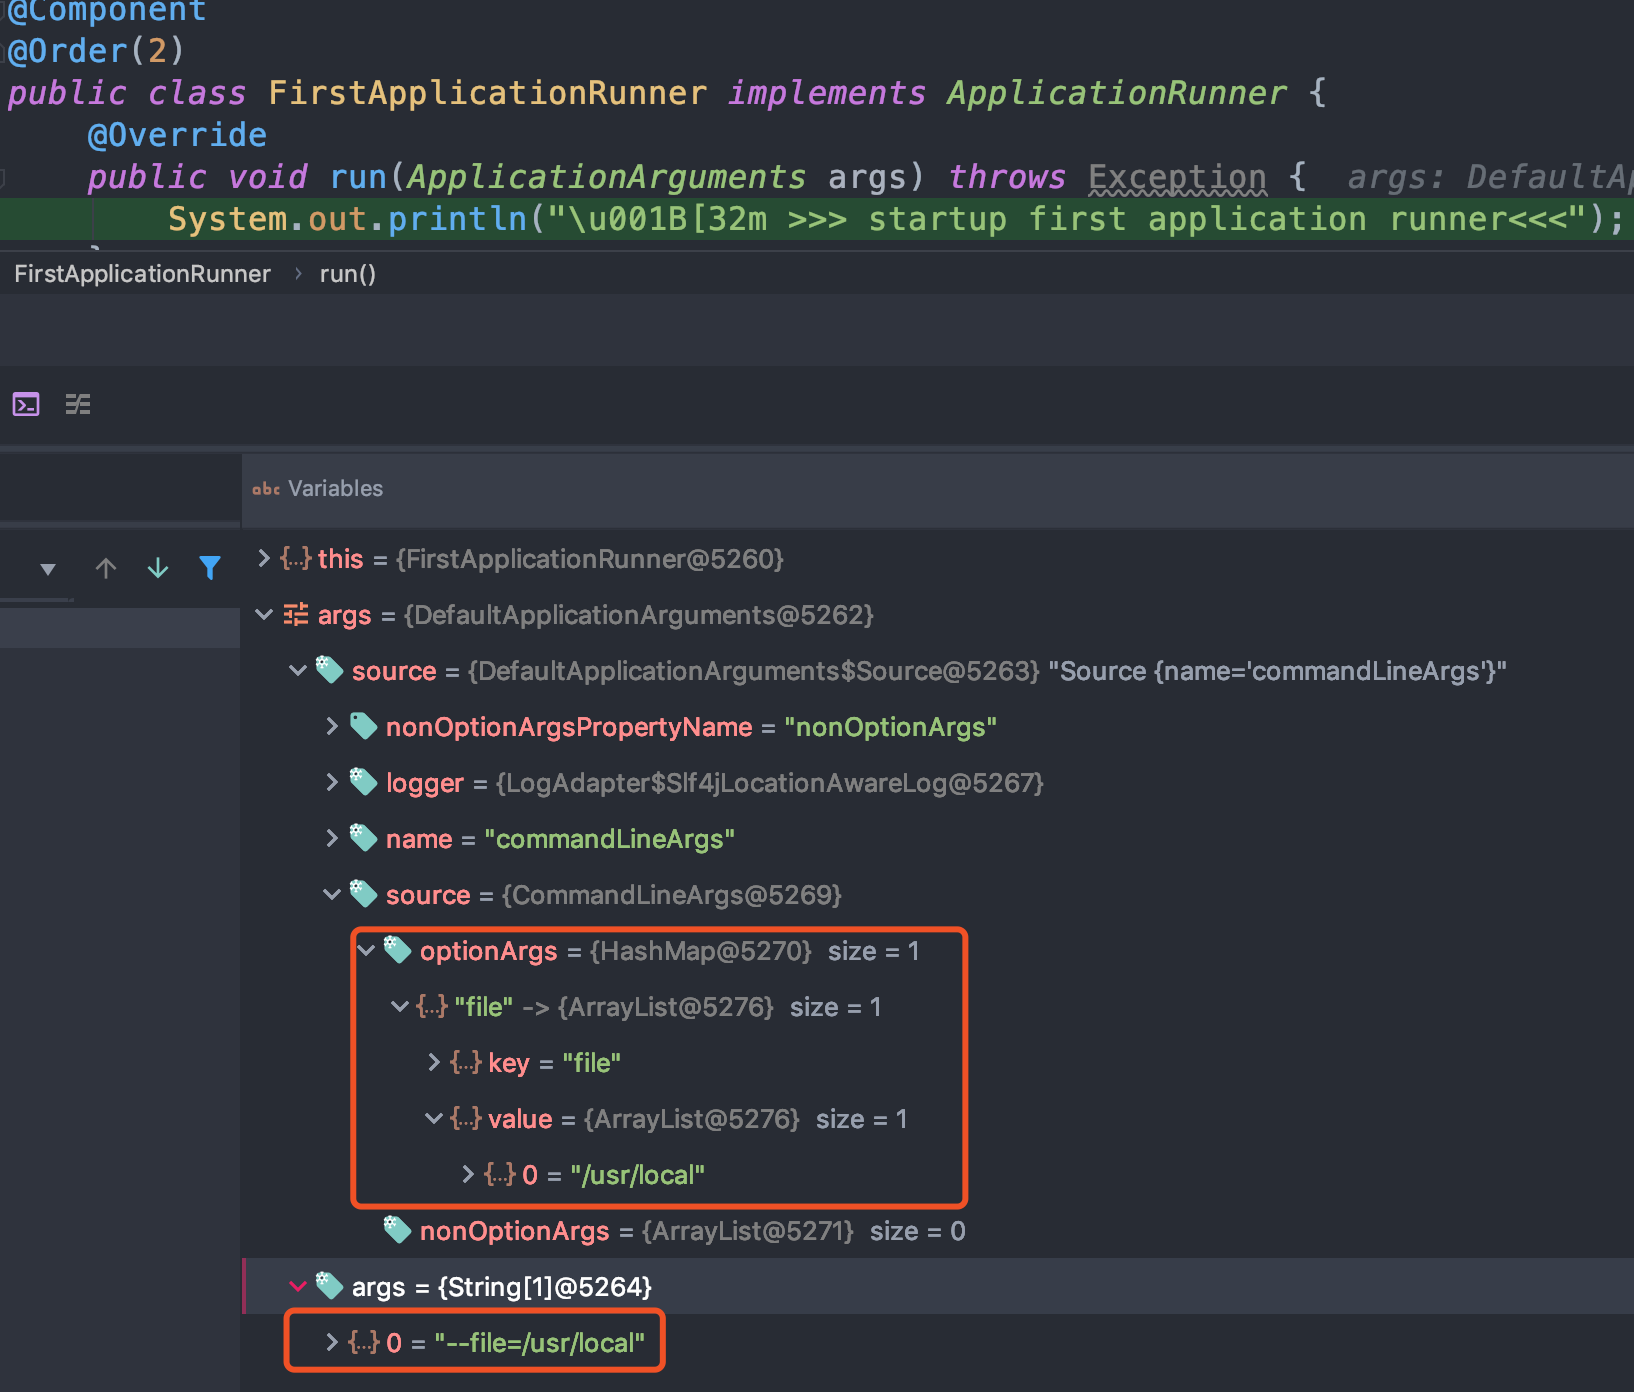 @Component
@Order(2)
public class FirstApplicationRunner implements ApplicationRunner {
@Override
public void run(ApplicationArguments args) throws Exception { args: DefaultAp
System.out.println("\u001B[32m >>> startup first application runner<<<");
}
FirstApplicationRunner › run()
abc Variables
{...} this = {FirstApplicationRunner@5260}
args = {DefaultApplicationArguments@5262}
source = {DefaultApplicationArguments$Source@5263} "Source {name='commandLineArgs'}"
nonOptionArgsPropertyName = "nonOptionArgs"
logger = {LogAdapter$Slf4jLocationAwareLog@5267}
name = "commandLineArgs"
source = {CommandLineArgs@5269}
optionArgs = {HashMap@5270} size = 1
{...} "file" -> {ArrayList@5276} size = 1
{...} key = "file"
{...} value = {ArrayList@5276} size = 1
{...} 0 = "/usr/local"
nonOptionArgs = {ArrayList@5271} size = 0
args = {String[1]@5264}
{...} 0 = "--file=/usr/local"